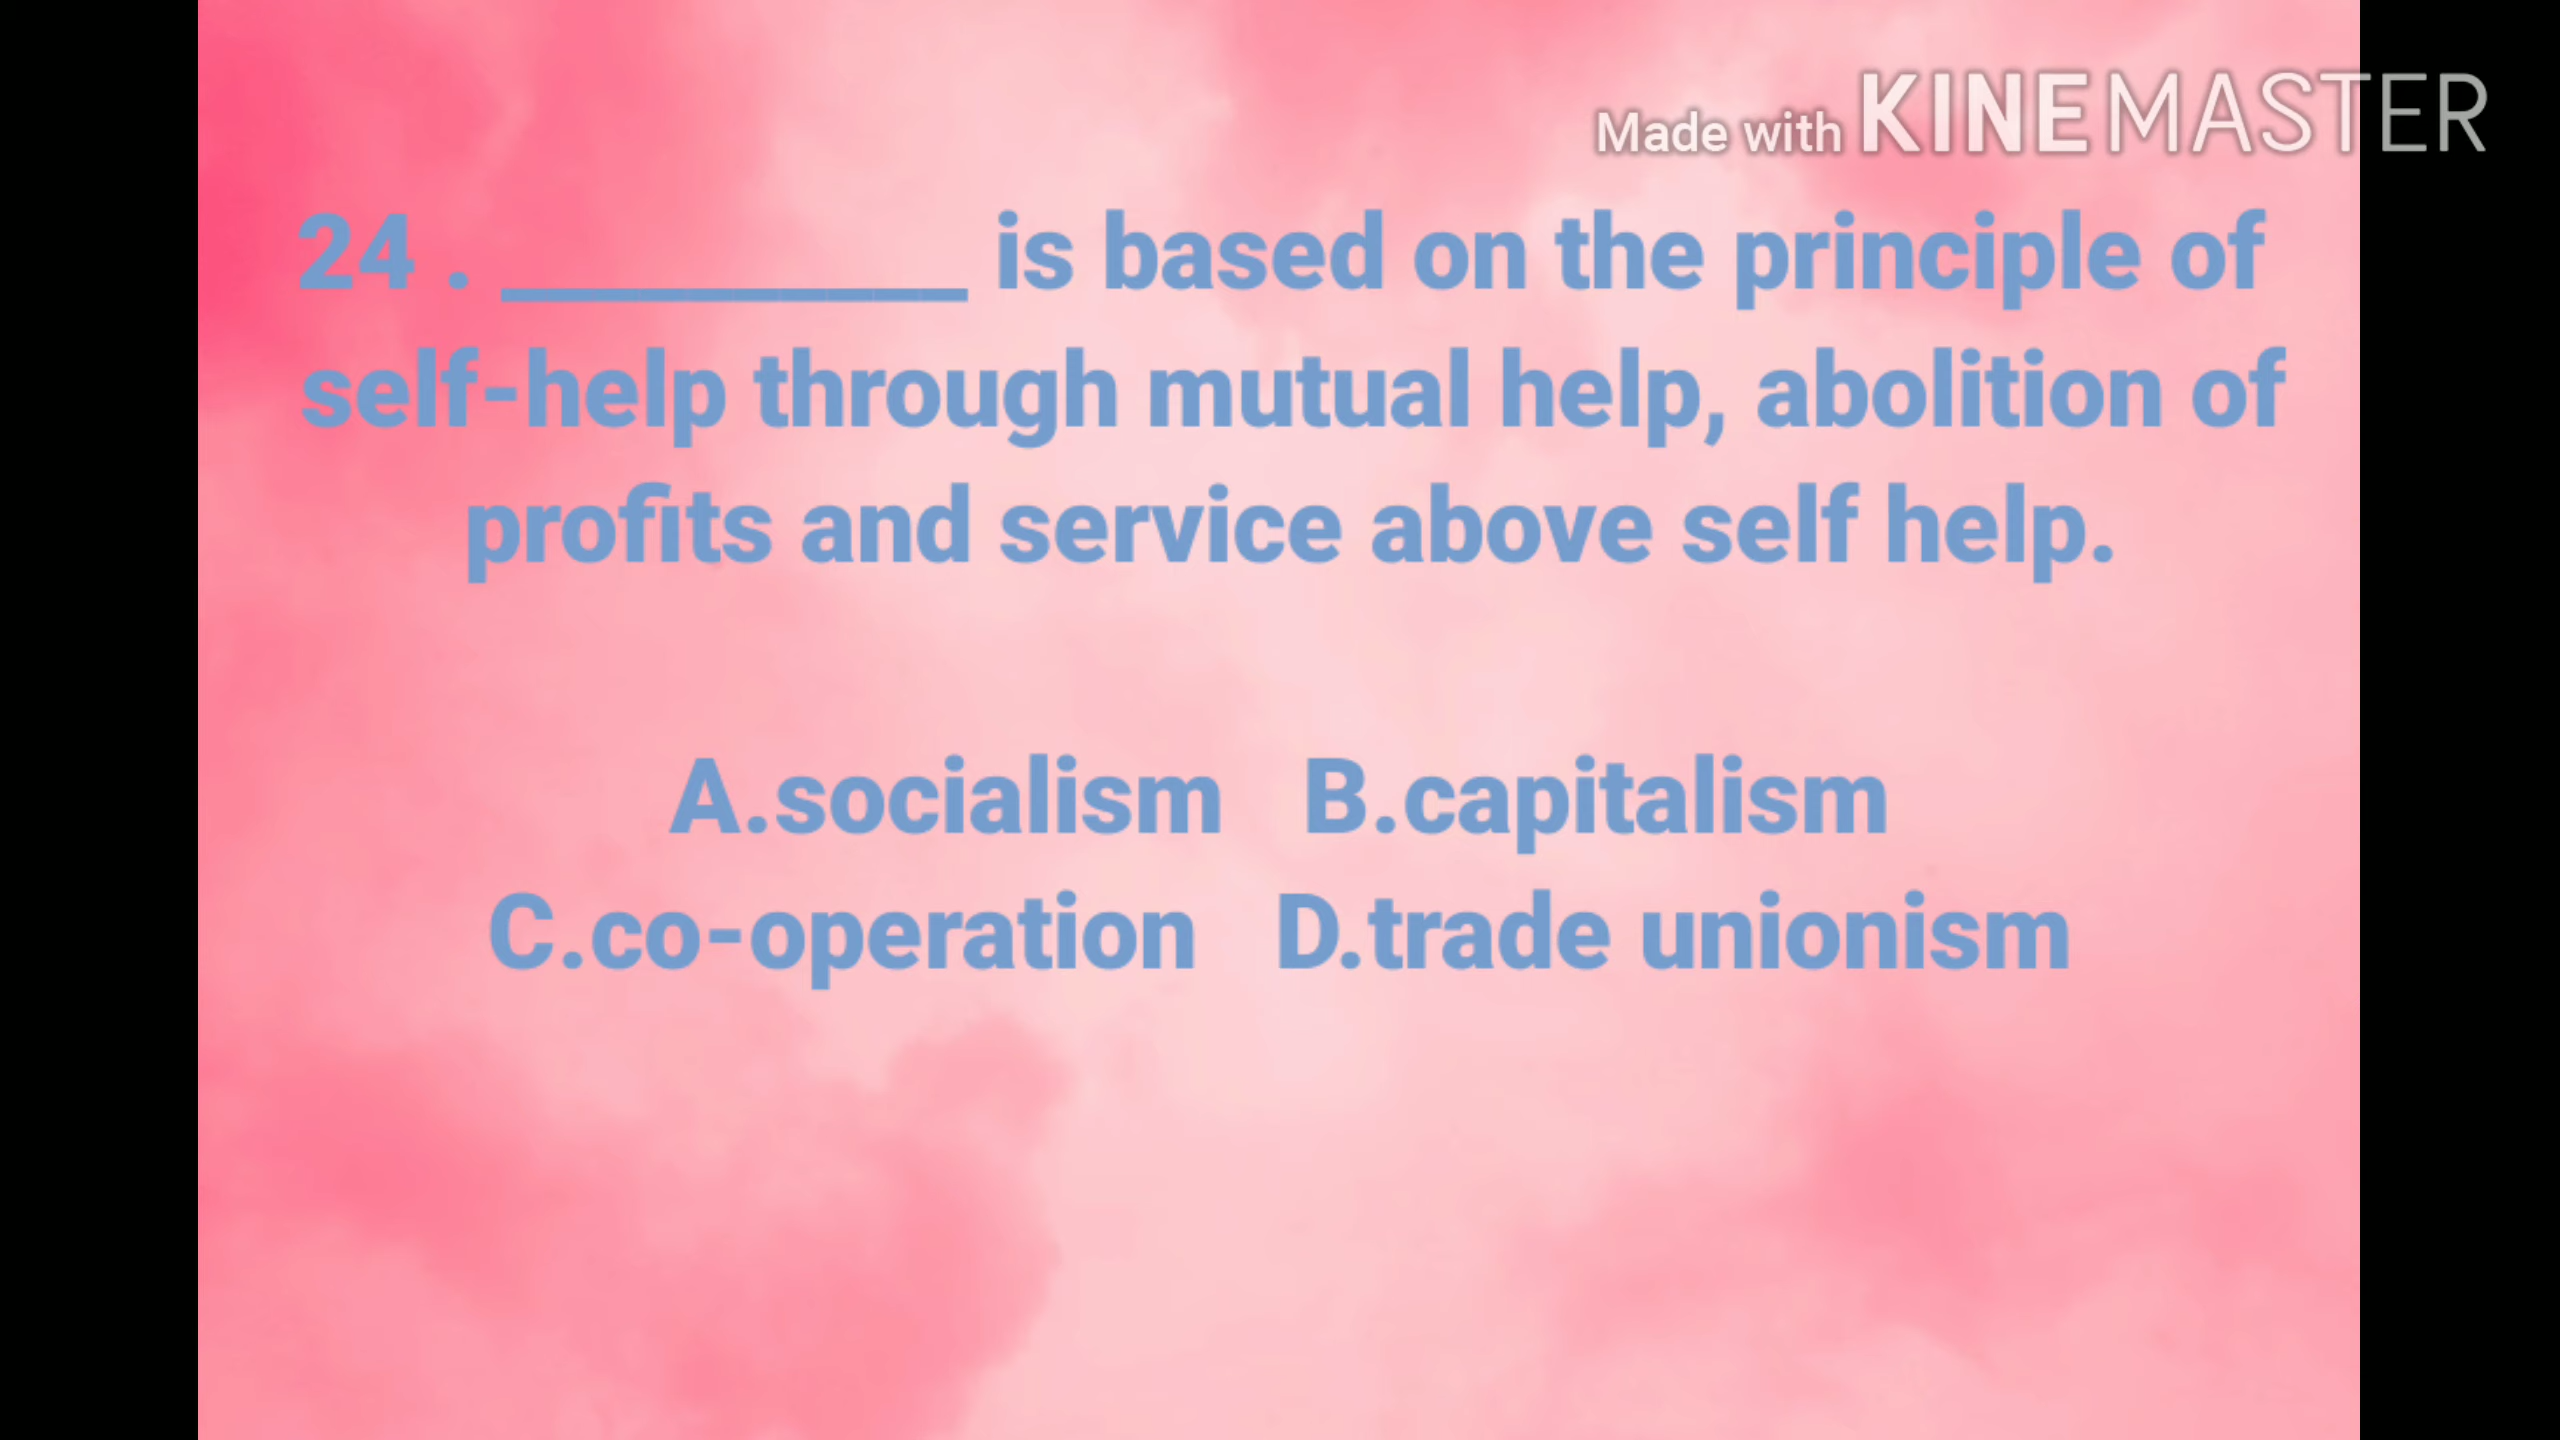 Made with KINEMASTER
24 . __________ is based on the principle of
self-help through mutual help, abolition of
profits and service above self help.
A.socialism B.capitalism
C.co-operation D.trade unionism